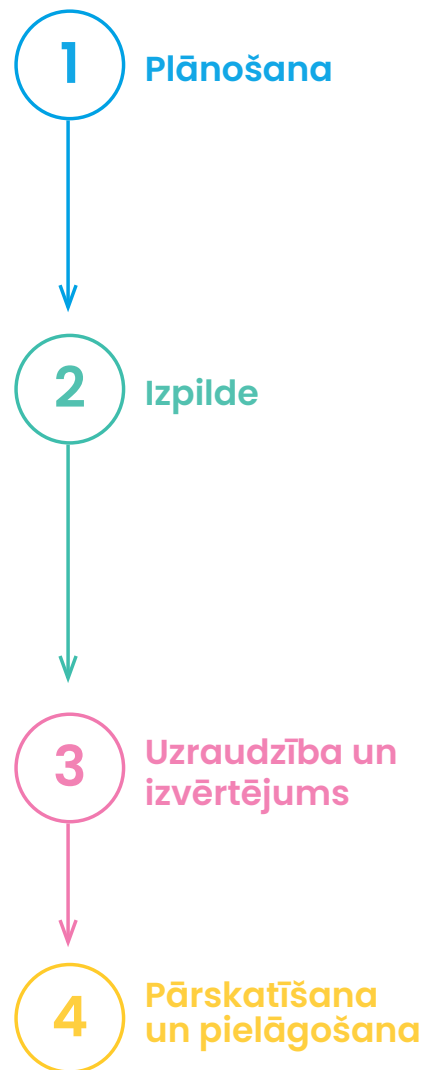 1
Plānošana
2
Izpilde
3
Uzraudzība un
izvērtējums
4
Pārskatīšana
un pielāgošana